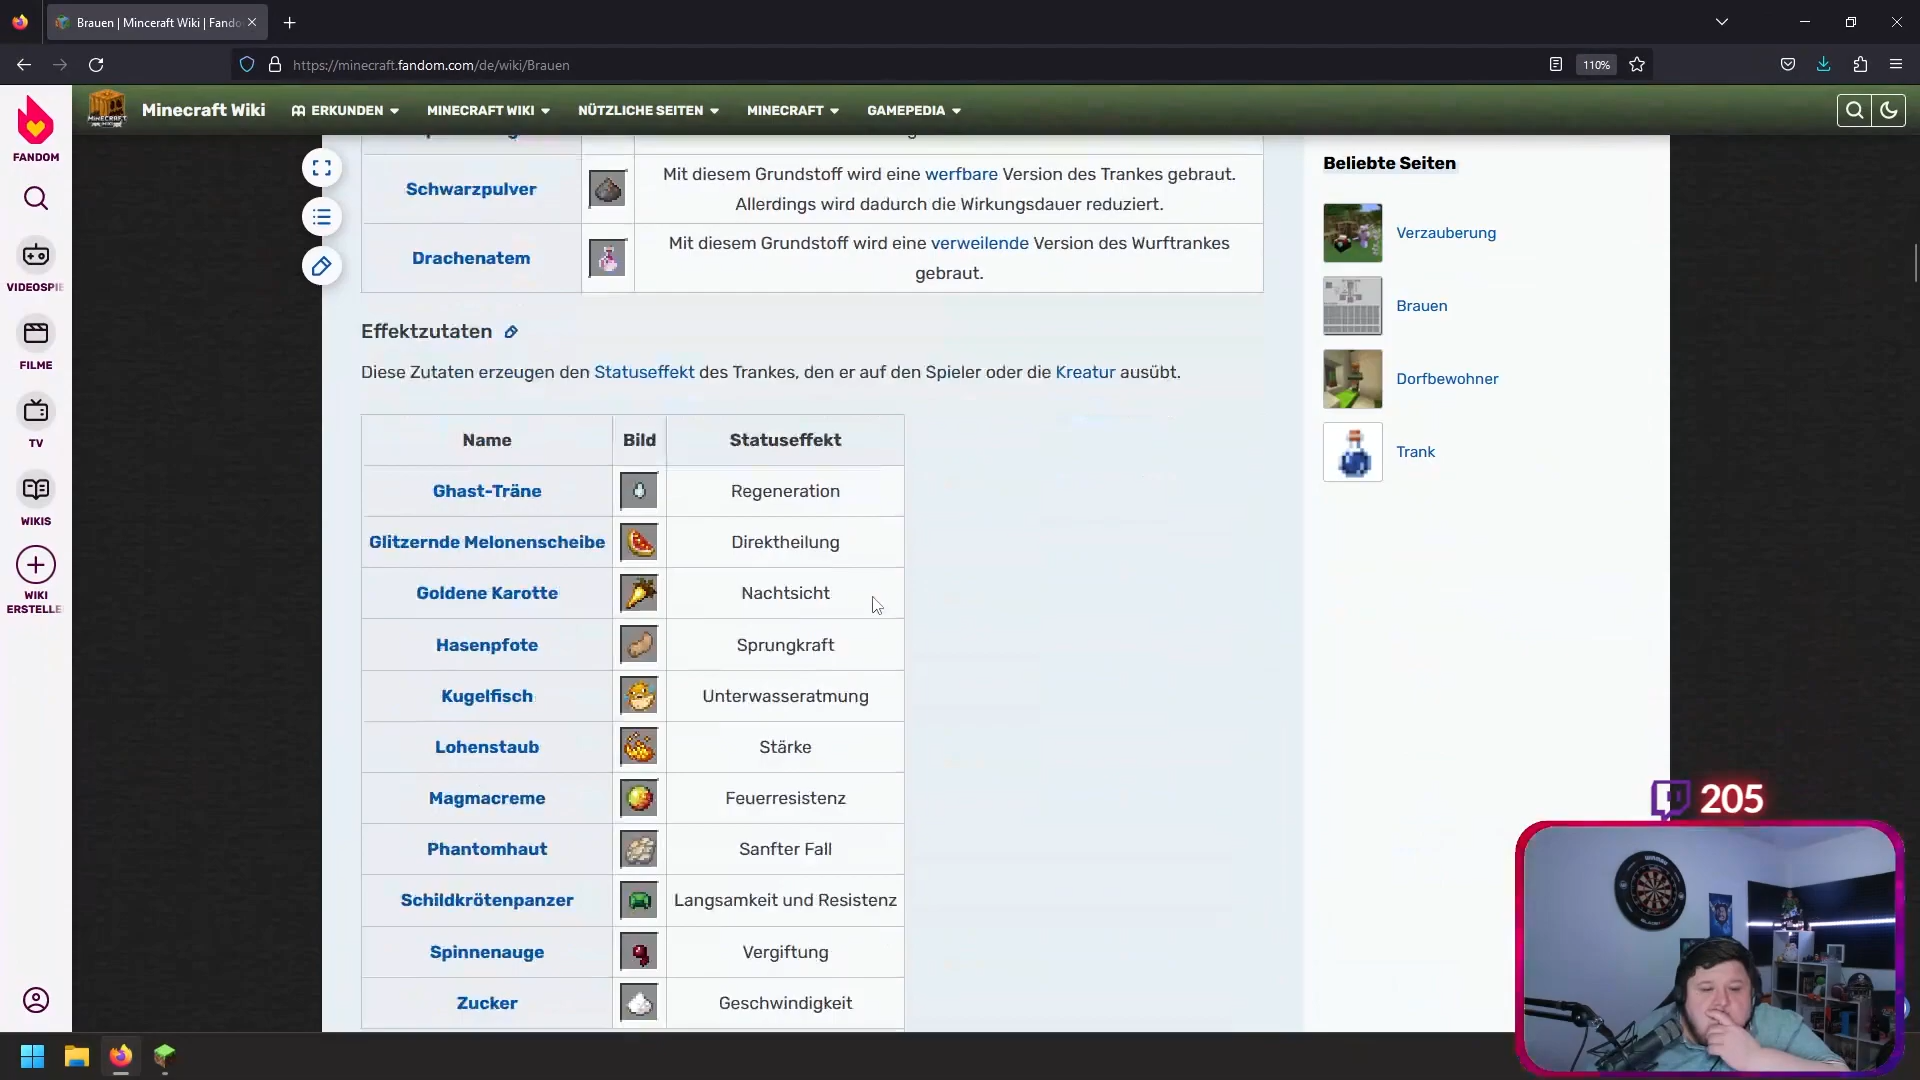 Brauen | Minceraft Wiki | Fando
https://minecraft.fandom.com/de/wiki/Brauen
110%
Minecraft Wiki
ERKUNDEN
MINECRAFT WIKI
NÜTZLICHE SEITEN
MINECRAFT
GAMEPEDIA
FANDOM
VIDEOSPIE
FILME
TV
WIKIS
WIKI
ERSTELLE
Schwarzpulver
Mit diesem Grundstoff wird eine werfbare Version des Trankes gebraut.
Allerdings wird dadurch die Wirkungsdauer reduziert.
Drachenatem
Mit diesem Grundstoff wird eine verweilende Version des Wurftrankes
gebraut.
Effektzutaten
Diese Zutaten erzeugen den Statuseffekt des Trankes, den er auf den Spieler oder die Kreatur ausübt.
Name Bild Statuseffekt
Ghast-Träne Regeneration
Glitzernde Melonenscheibe Direktheilung
Goldene Karotte Nachtsicht
Hasenpfote Sprungkraft
Kugelfisch Unterwasseratmung
Lohenstaub Stärke
Magmacreme Feuerresistenz
Phantomhaut Sanfter Fall
Schildkrötenpanzer Langsamkeit und Resistenz
Spinnenauge Vergiftung
Zucker Geschwindigkeit
Beliebte Seiten
Verzauberung
Brauen
Dorfbewohner
Trank
205